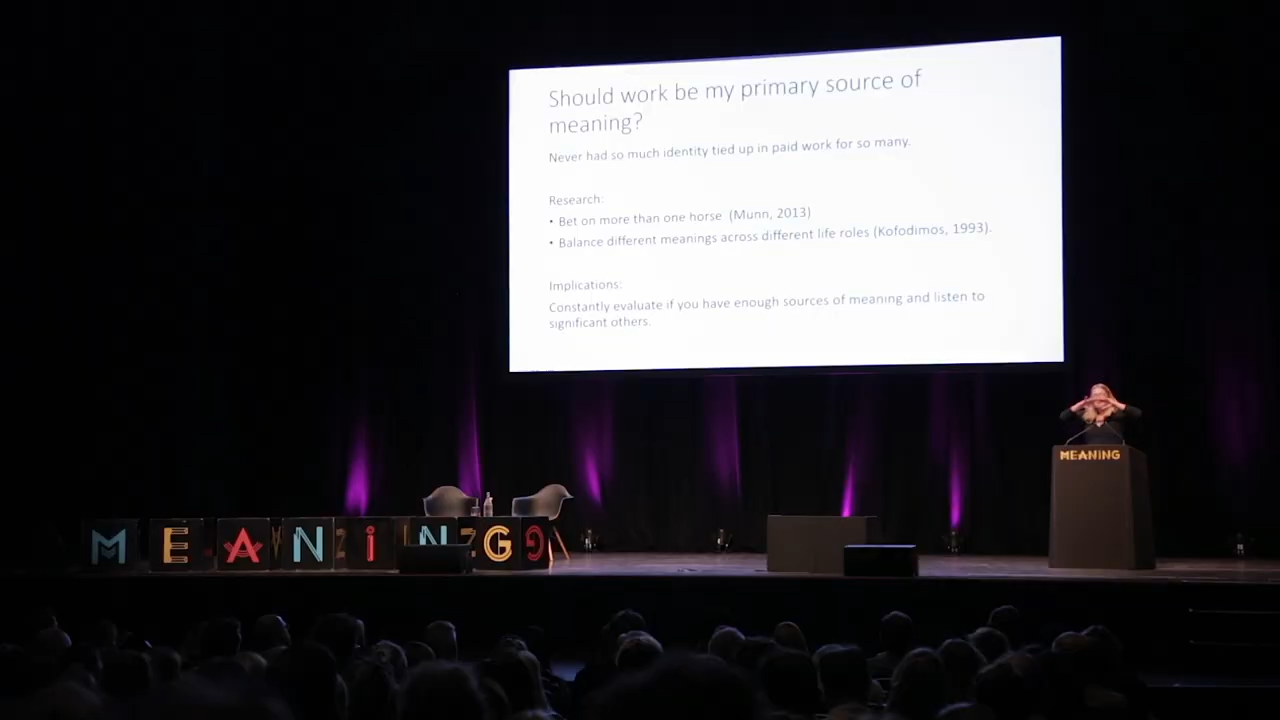 Should work be my primary source of
meaning?
Never had so much identity tied up in paid work for so many.
Research:
• Bet on more than one horse (Munn, 2013)
• Balance different meanings across different life roles (Kofodimos, 1993).
Implications:
Constantly evaluate if you have enough sources of meaning and listen to
significant others.
MEANING
MEANiNG